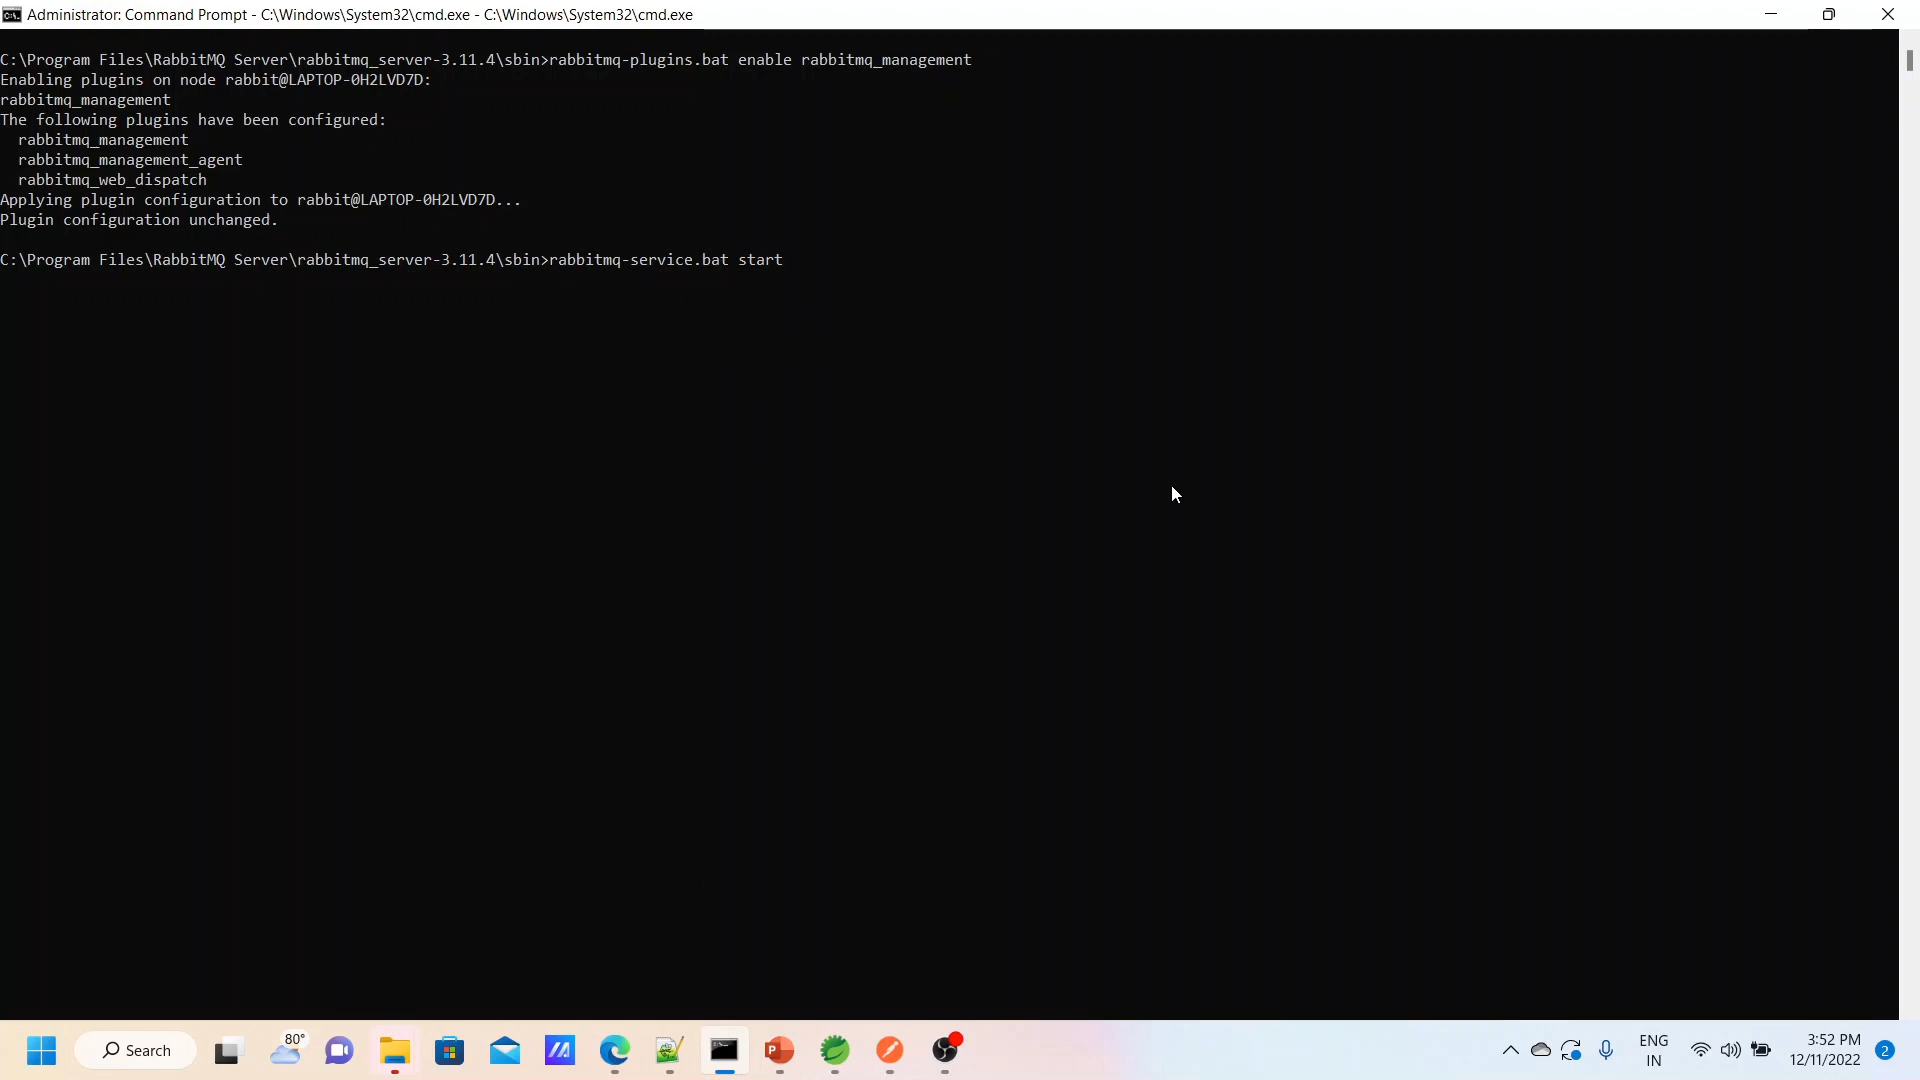 Administrator: Command Prompt - C:\Windows\System32\cmd.exe - C:\Windows\System32\cmd.exe
C:\Program Files\RabbitMQ Server\rabbitmq_server-3.11.4\sbin>rabbitmq-plugins.bat enable rabbitmq_management
Enabling plugins on node rabbit@LAPTOP-0H2LVD7D:
rabbitmq_management
The following plugins have been configured:
  rabbitmq_management
  rabbitmq_management_agent
  rabbitmq_web_dispatch
Applying plugin configuration to rabbit@LAPTOP-0H2LVD7D...
Plugin configuration unchanged.
C:\Program Files\RabbitMQ Server\rabbitmq_server-3.11.4\sbin>rabbitmq-service.bat start
Search
80°
ENG
IN
3:52 PM
12/11/2022
2